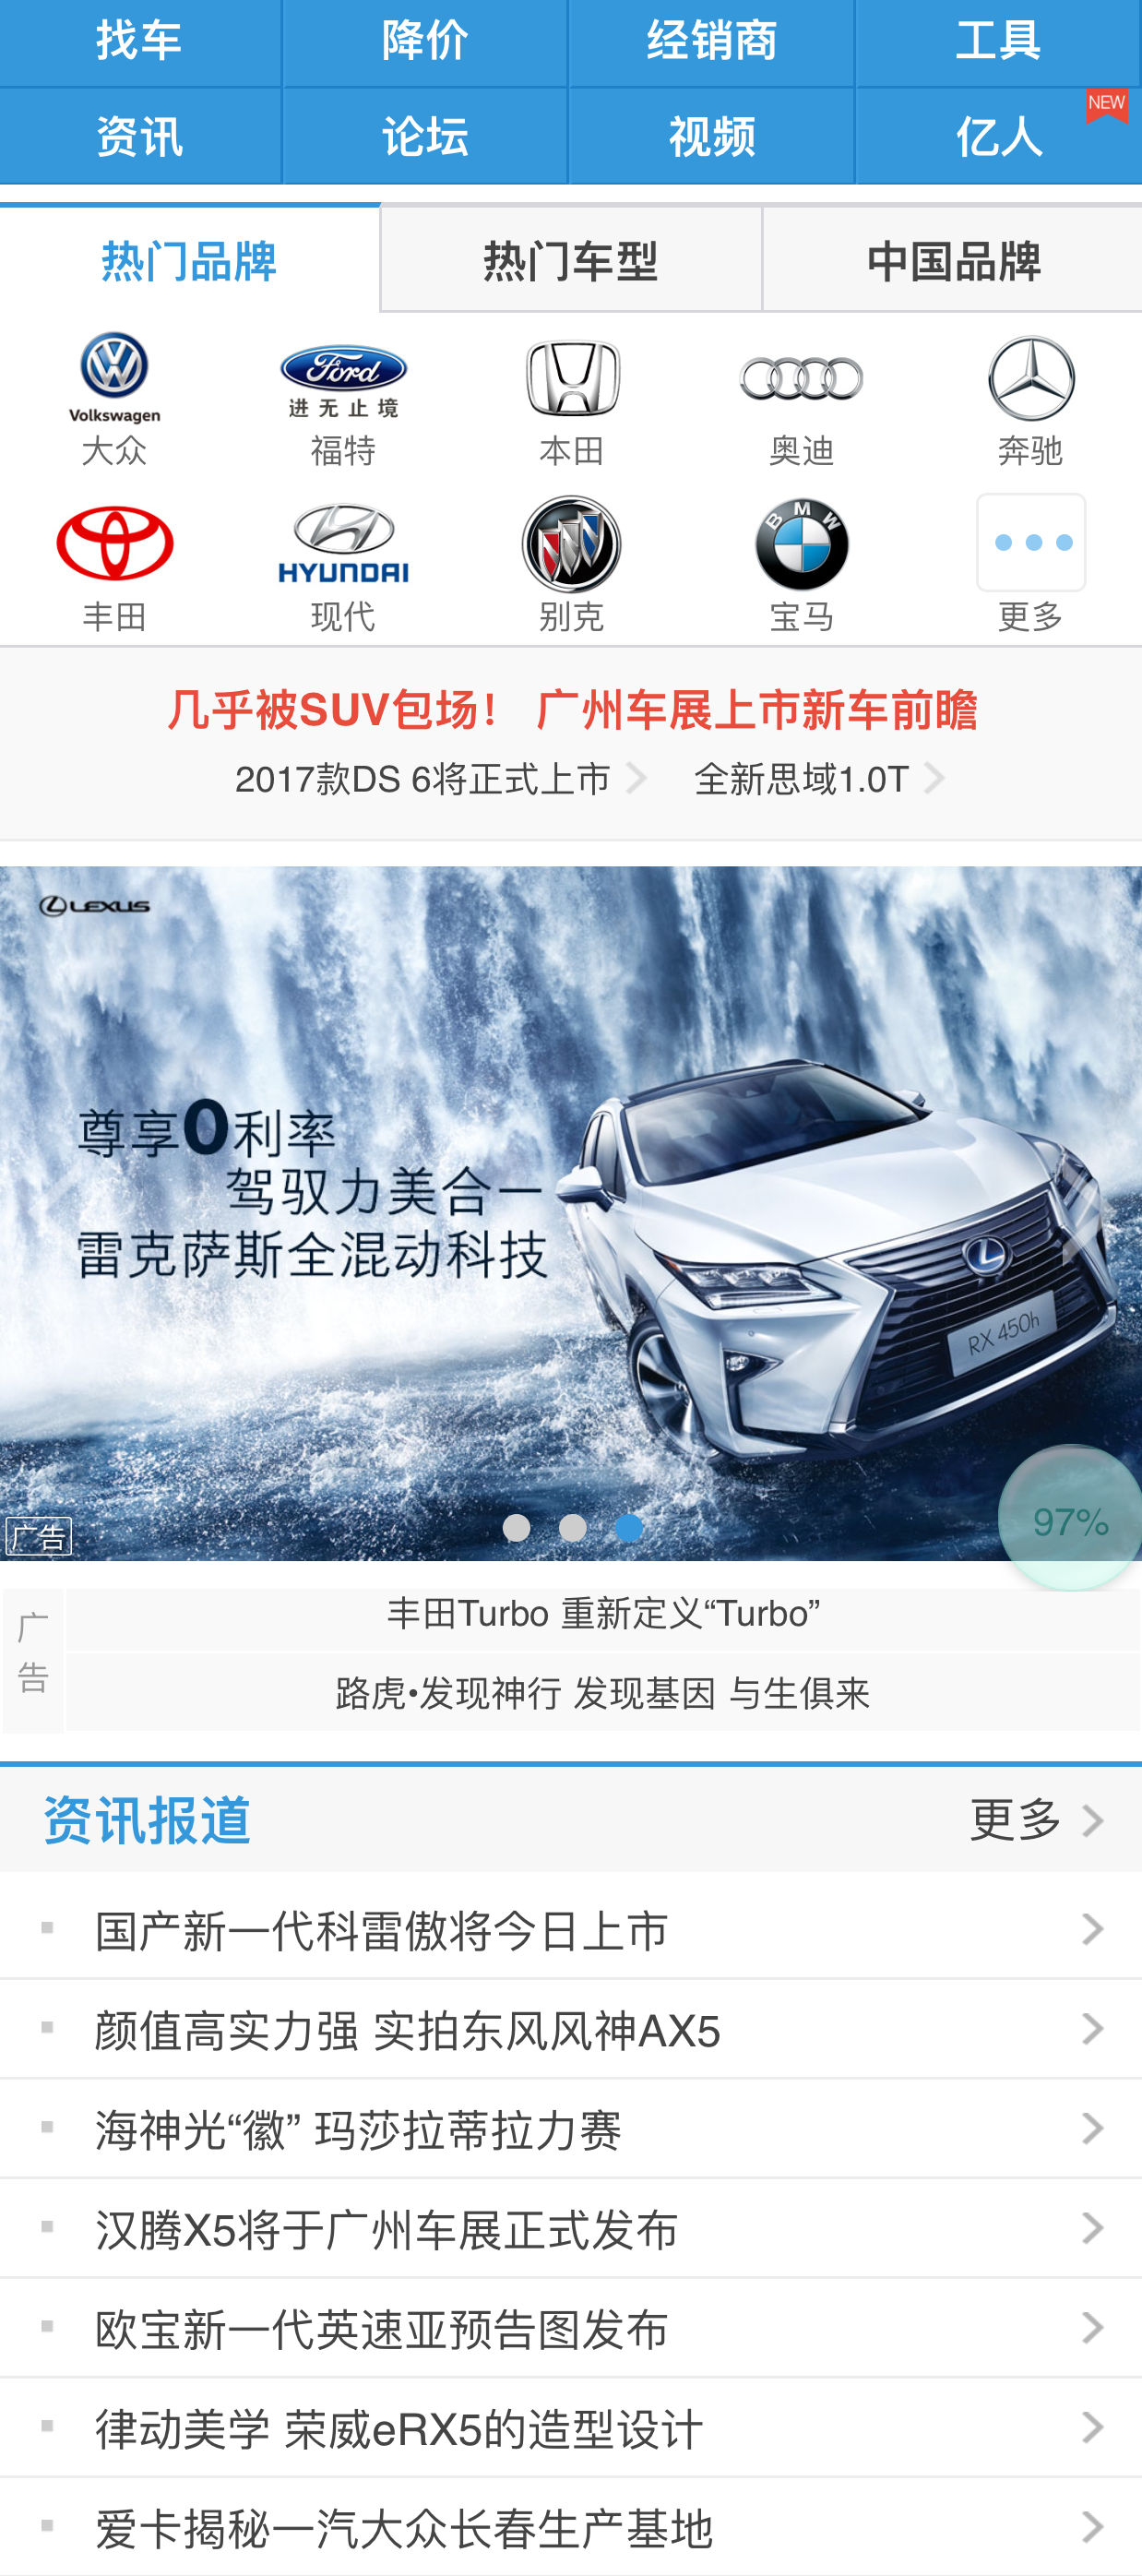 找车 降价 经销商 工具
NEW
资讯 论坛 视频 亿人
热门品牌 热门车型 中国品牌
Volkswagen Ford 进无止境
大众 福特 本田 奥迪 奔驰
HYUNDAI BMW
丰田 现代 别克 宝马 更多
几乎被SUV包场! 广州车展上市新车前瞻
2017款DS 6将正式上市 全新思域1.0T
LEXUS
尊享0利率
驾驭力美合一
雷克萨斯全混动科技
RX 450h
97%
广告
广告
丰田Turbo 重新定义“Turbo”
路虎•发现神行 发现基因 与生俱来
资讯报道 更多
国产新一代科雷傲将今日上市
颜值高实力强 实拍东风风神AX5
海神光“徽” 玛莎拉蒂拉力赛
汉腾X5将于广州车展正式发布
欧宝新一代英速亚预告图发布
律动美学 荣威eRX5的造型设计
爱卡揭秘一汽大众长春生产基地